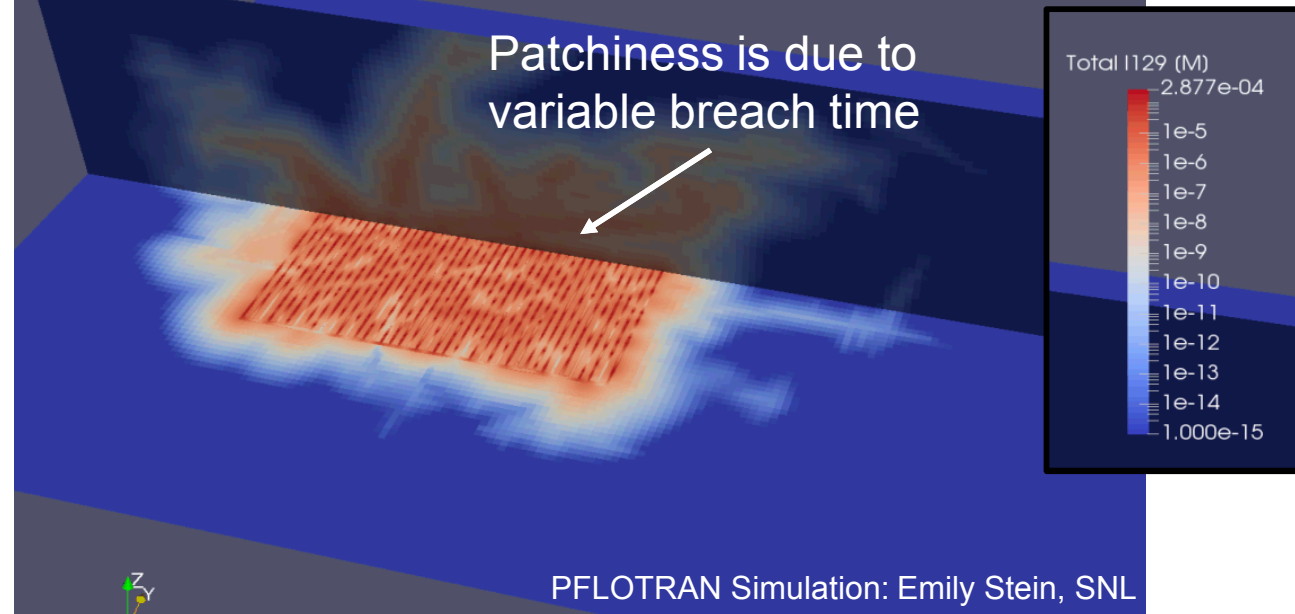 Patchiness is due to
variable breach time
Total I129 (M)
2.877e-04
1e-5
1e-6
1e-7
1e-8
1e-9
1e-10
1e-11
1e-12
1e-13
1e-14
1.000e-15
Z
Y
PFLOTRAN Simulation: Emily Stein, SNL